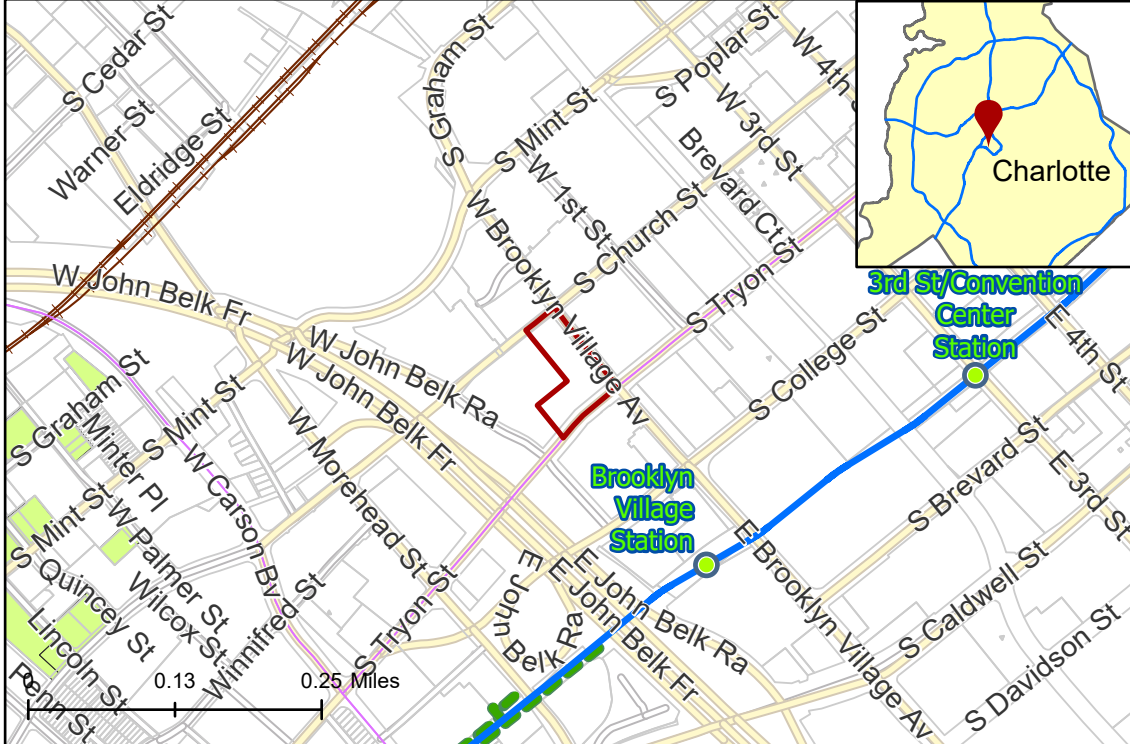 S Cedar St
Warner St
Eldridge St
S Graham St
S Mint St
S Poplar St
W 4th S
W 3rd St
Brevard Ct
W 1st St
S Church St
W Brooklyn Village Av
S Tryon St
Charlotte
3rd St/Convention
Center
Station
E 4th St
W John Belk Fr
W John Belk Ra
W John Belk Fr
S College St
S Graham St
S Mint St
Minter Pl
W Carson Blvd
W Morehead St
Brooklyn
Village
Station
S Brevard St
E 3rd St
S Mint St
W Palmer St
S Quincey St
Wilcox St
Winnifred St
Lincoln St
Penn St
S Tryon St
E John Belk Ra
E John Belk Ra
E John Belk Fr
E Brooklyn Village Av
S Caldwell St
S Davidson St
0
0.13
0.25 Miles